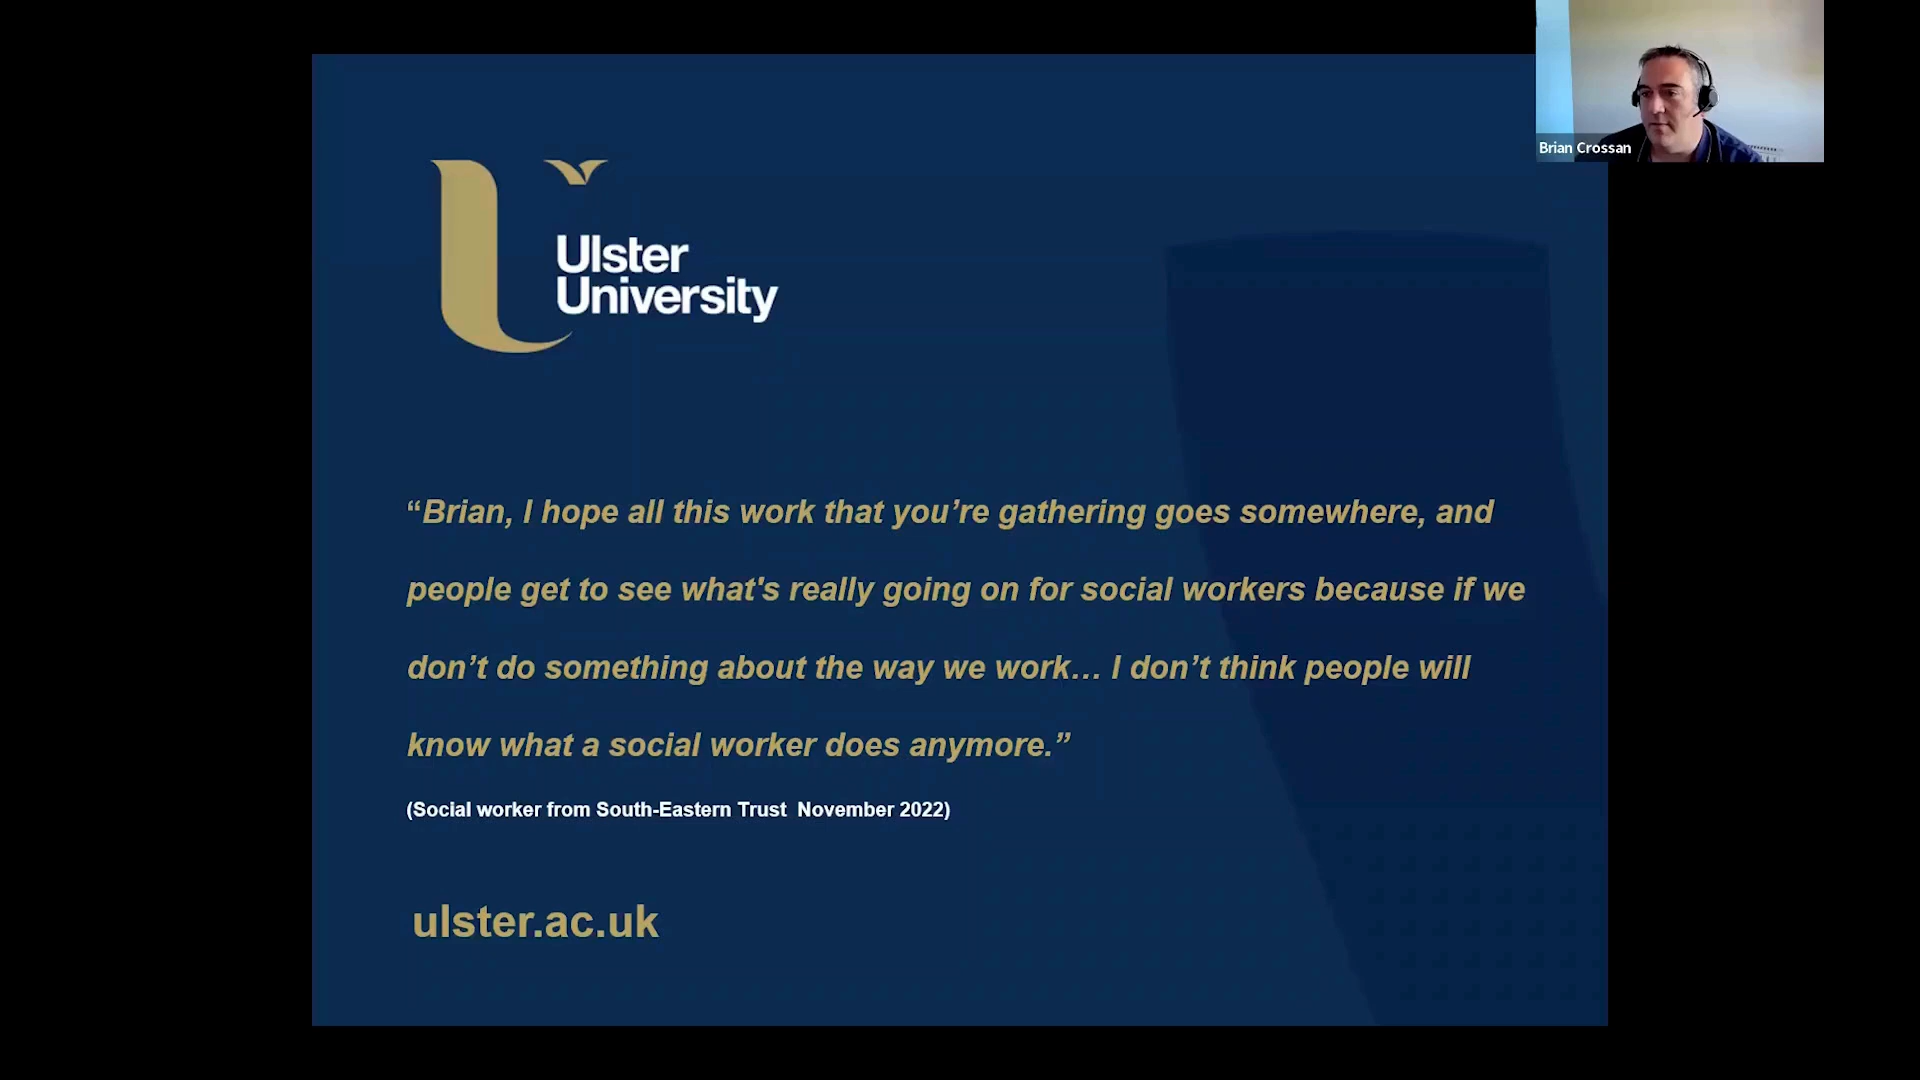 Brian Crossan
Ulster
University
“Brian, I hope all this work that you’re gathering goes somewhere, and
people get to see what's really going on for social workers because if we
don’t do something about the way we work… I don’t think people will
know what a social worker does anymore.”
(Social worker from South-Eastern Trust  November 2022)
ulster.ac.uk